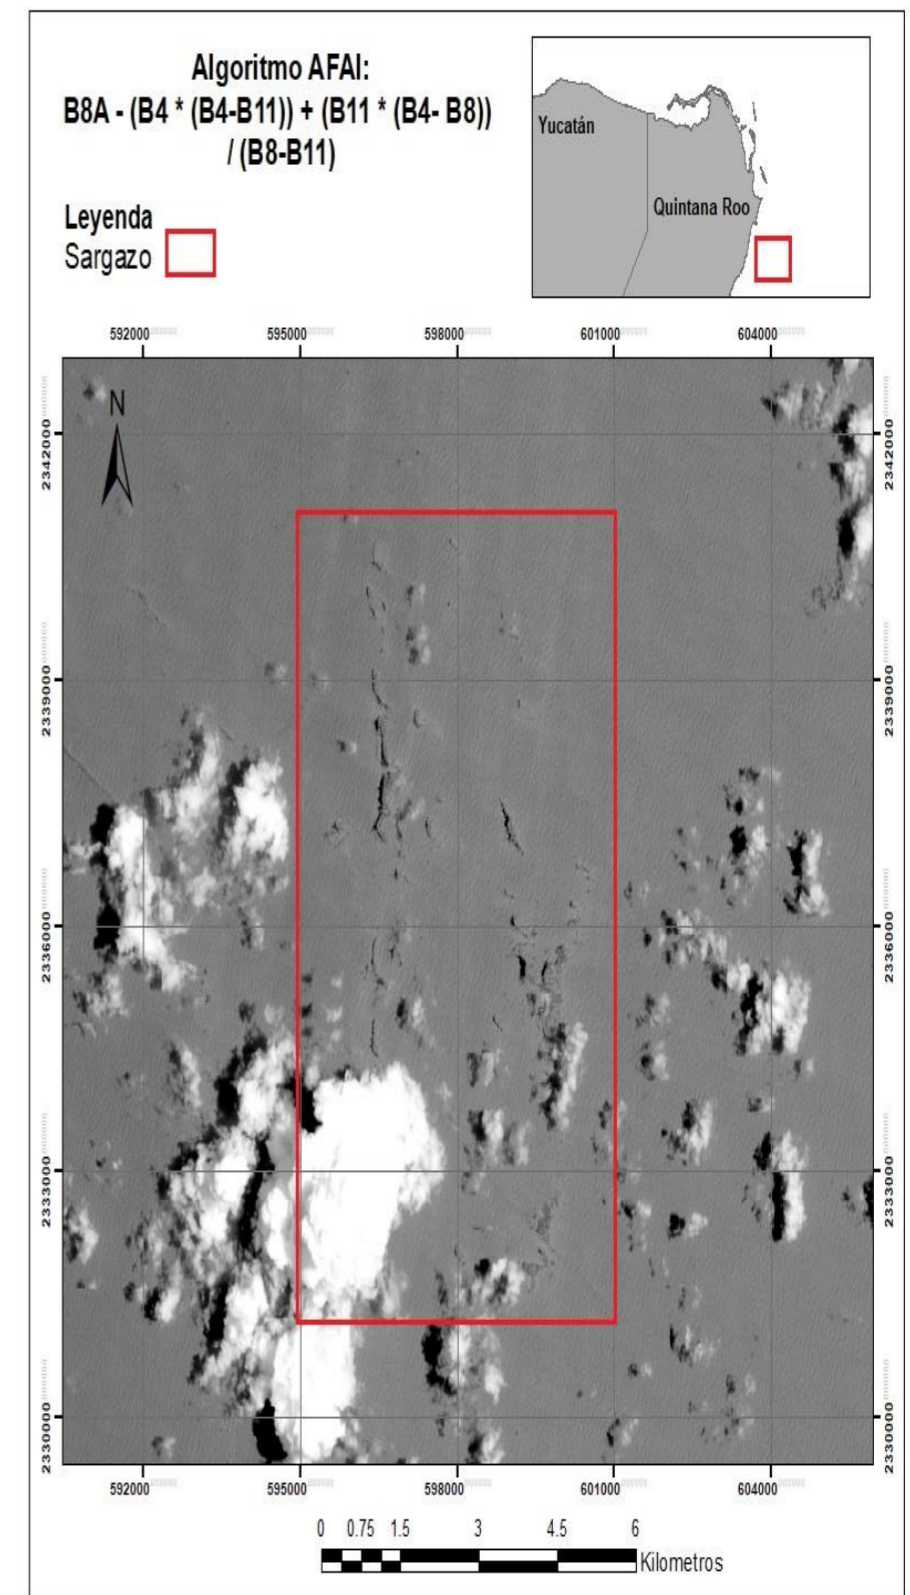 Algoritmo AFAI:
B8A - (B4 * (B4-B11)) + (B11 * (B4- B8))
/ (B8-B11)
Leyenda
Sargazo
Yucatán
Quintana Roo
592000 595000 598000 601000 604000
N
2342000 2342000
2339000 2339000
2336000 2336000
2333000 2333000
2330000 2330000
592000 595000 598000 601000 604000
0 0.75 1.5 3 4.5 6
Kilometros